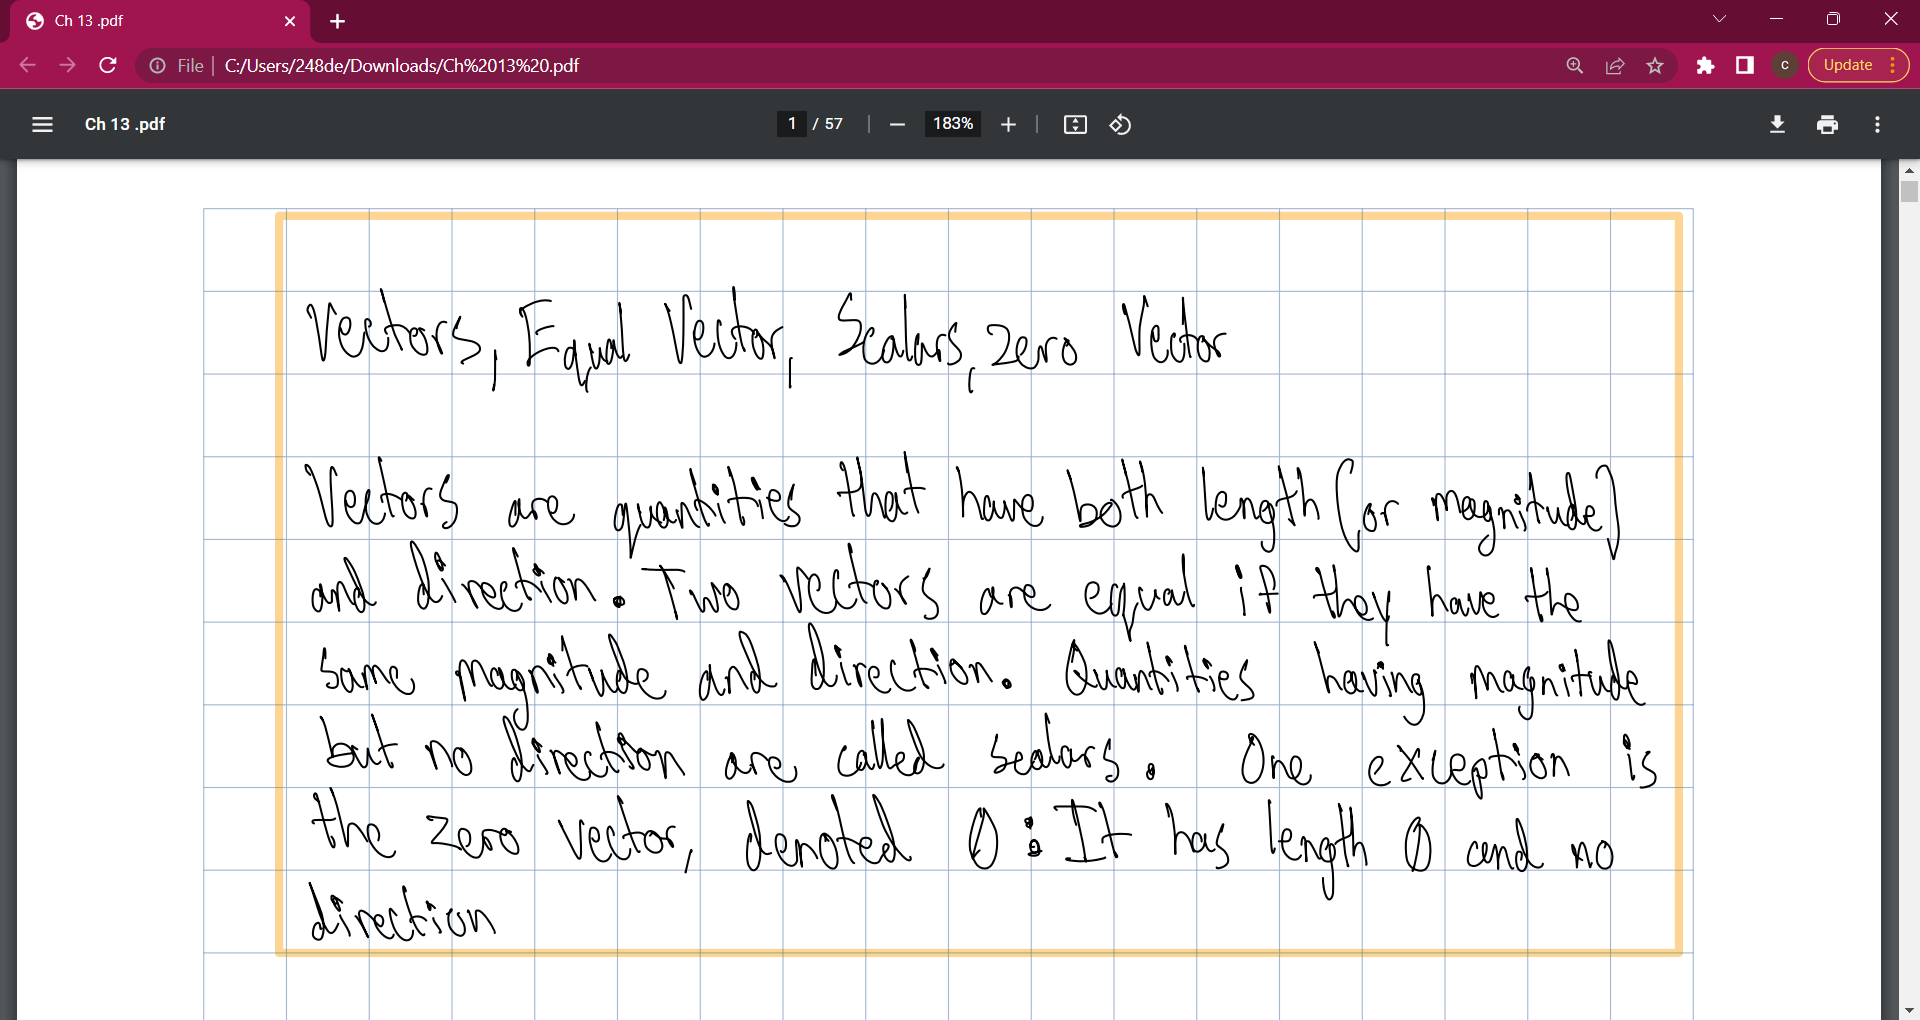 Ch 13 .pdf
File | C:/Users/248de/Downloads/Ch%2013%20.pdf
C
Update
Ch 13 .pdf
1 / 57
183%
Vectors, Equal Vector, Scalars, Zero Vector
Vectors are quantities that have both length (or magnitude)
and direction. Two vectors are equal if they have the
same magnitude and direction. Quantities having magnitude
but no direction are called scalars. One exception is
the zero vector, denoted 0: It has length 0 and no
direction